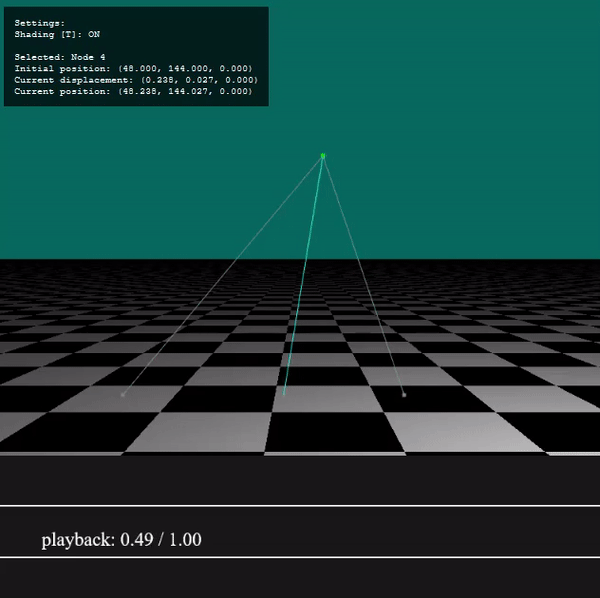 Settings:
Shading [T]: ON
Selected: Node 4
Initial position: (48.000, 144.000, 0.000)
Current displacement: (0.238, 0.027, 0.000)
Current position: (48.238, 144.027, 0.000)
playback: 0.49 / 1.00